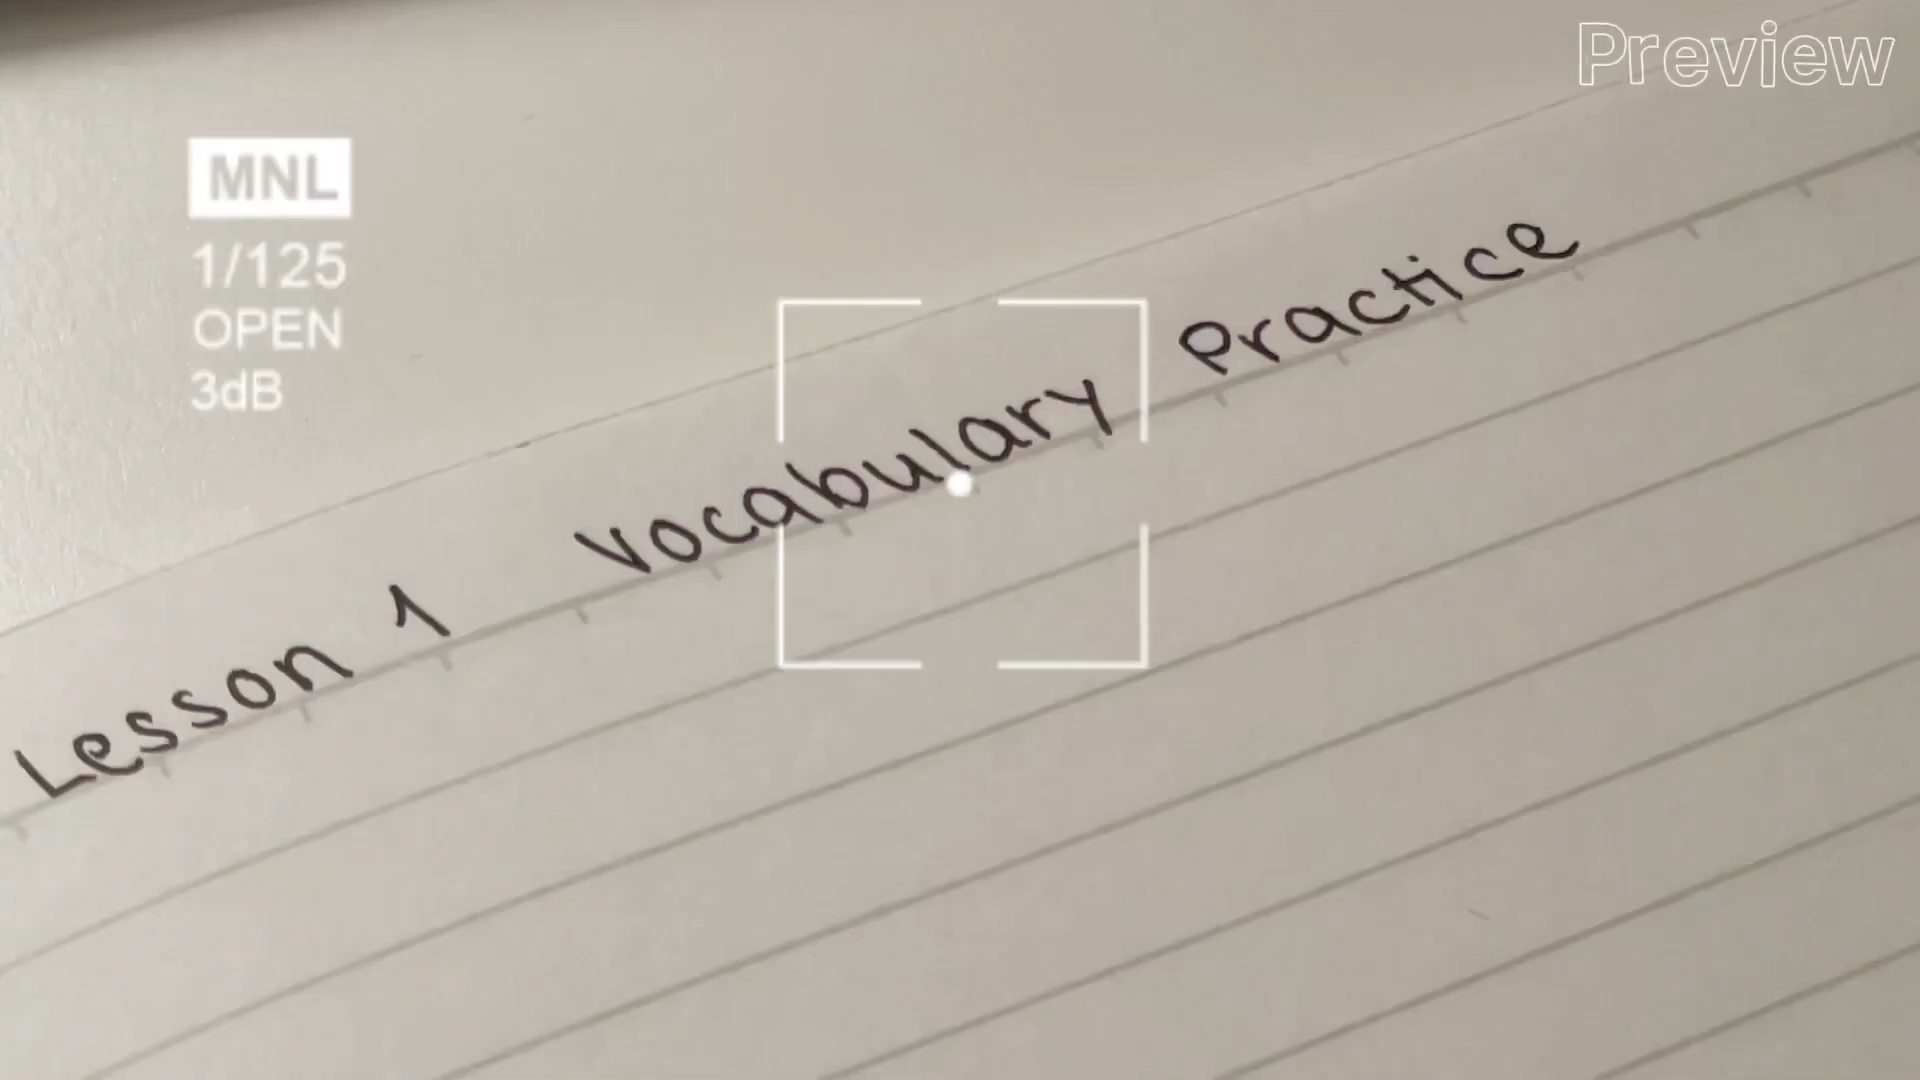 Preview
MNL
1/125
OPEN
3dB
Lesson 1 Vocabulary Practice